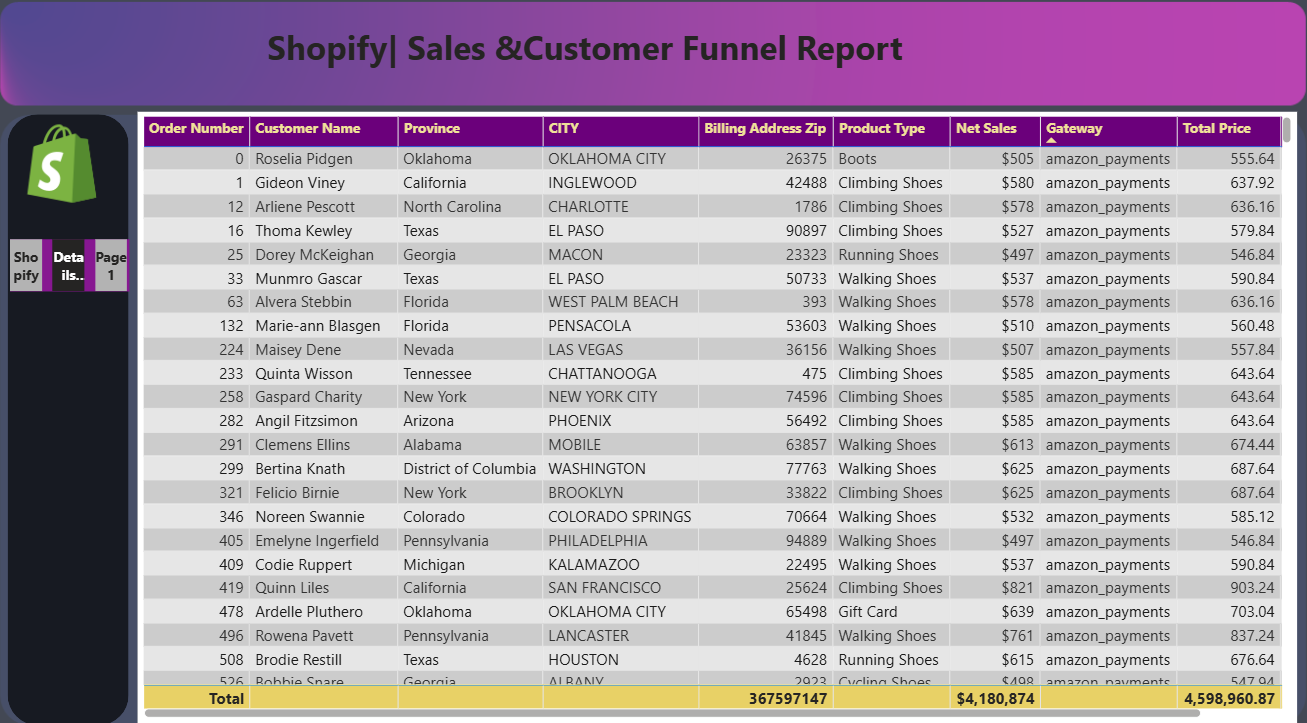 Shopify| Sales &Customer Funnel Report
S
Sho
pify
Deta
ils..
Page
1
Order Number Customer Name Province CITY Billing Address Zip Product Type Net Sales Gateway Total Price
0 Roselia Pidgen Oklahoma OKLAHOMA CITY 26375 Boots $505 amazon_payments 555.64
1 Gideon Viney California INGLEWOOD 42488 Climbing Shoes $580 amazon_payments 637.92
12 Arliene Pescott North Carolina CHARLOTTE 1786 Climbing Shoes $578 amazon_payments 636.16
16 Thoma Kewley Texas EL PASO 90897 Climbing Shoes $527 amazon_payments 579.84
25 Dorey McKeighan Georgia MACON 23323 Running Shoes $497 amazon_payments 546.84
33 Munmro Gascar Texas EL PASO 50733 Walking Shoes $537 amazon_payments 590.84
63 Alvera Stebbin Florida WEST PALM BEACH 393 Walking Shoes $578 amazon_payments 636.16
132 Marie-ann Blasgen Florida PENSACOLA 53603 Walking Shoes $510 amazon_payments 560.48
224 Maisey Dene Nevada LAS VEGAS 36156 Walking Shoes $507 amazon_payments 557.84
233 Quinta Wisson Tennessee CHATTANOOGA 475 Climbing Shoes $585 amazon_payments 643.64
258 Gaspard Charity New York NEW YORK CITY 74596 Climbing Shoes $585 amazon_payments 643.64
282 Angil Fitzsimon Arizona PHOENIX 56492 Climbing Shoes $585 amazon_payments 643.64
291 Clemens Ellins Alabama MOBILE 63857 Walking Shoes $613 amazon_payments 674.44
299 Bertina Knath District of Columbia WASHINGTON 77763 Walking Shoes $625 amazon_payments 687.64
321 Felicio Birnie New York BROOKLYN 33822 Climbing Shoes $625 amazon_payments 687.64
346 Noreen Swannie Colorado COLORADO SPRINGS 70664 Walking Shoes $532 amazon_payments 585.12
405 Emelyne Ingerfield Pennsylvania PHILADELPHIA 94889 Walking Shoes $497 amazon_payments 546.84
409 Codie Ruppert Michigan KALAMAZOO 22495 Walking Shoes $537 amazon_payments 590.84
419 Quinn Liles California SAN FRANCISCO 25624 Climbing Shoes $821 amazon_payments 903.24
478 Ardelle Pluthero Oklahoma OKLAHOMA CITY 65498 Gift Card $639 amazon_payments 703.04
496 Rowena Pavett Pennsylvania LANCASTER 41845 Walking Shoes $761 amazon_payments 837.24
508 Brodie Restill Texas HOUSTON 4628 Running Shoes $615 amazon_payments 676.64
526 Bobbie Snare Georgia ALBANY 2923 Cycling Shoes $498 amazon_payments 547.94
Total 367597147 $4,180,874 4,598,960.87